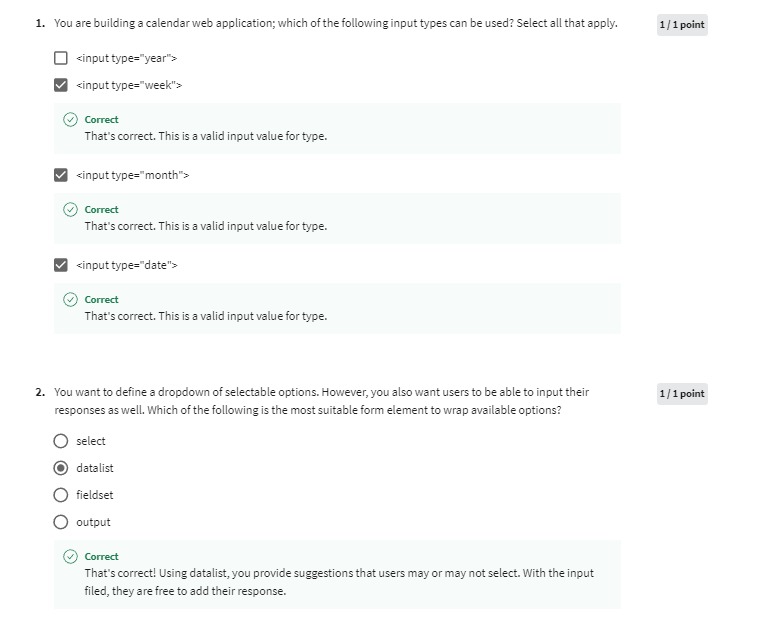 1. You are building a calendar web application; which of the following input types can be used? Select all that apply.
1 / 1 point
<input type="year">
<input type="week">
Correct
That's correct. This is a valid input value for type.
<input type="month">
Correct
That's correct. This is a valid input value for type.
<input type="date">
Correct
That's correct. This is a valid input value for type.
2. You want to define a dropdown of selectable options. However, you also want users to be able to input their
responses as well. Which of the following is the most suitable form element to wrap available options?
1 / 1 point
select
datalist
fieldset
output
Correct
That's correct! Using datalist, you provide suggestions that users may or may not select. With the input
filed, they are free to add their response.